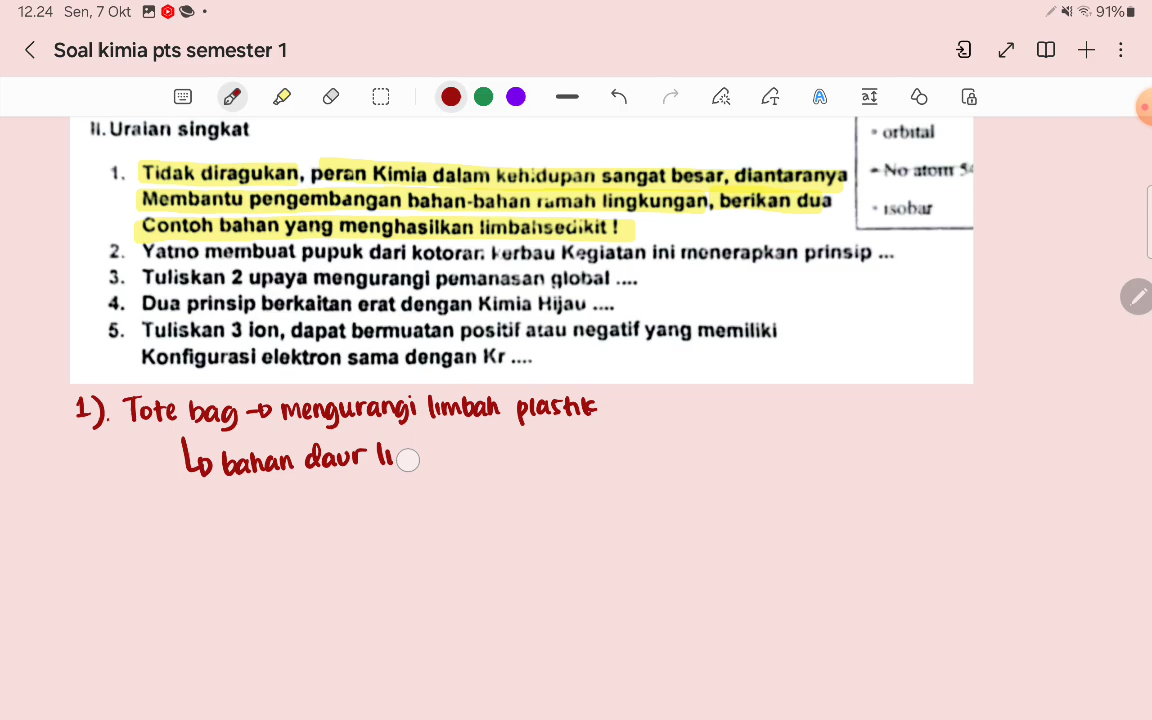 12.24 Sen, 7 Okt
91%
Soal kimia pts semester 1
II. Uraian singkat
1. Tidak diragukan, peran Kimia dalam kehidupan sangat besar, diantaranya
Membantu pengembangan bahan-bahan ramah lingkungan, berikan dua
Contoh bahan yang menghasilkan limbahsedikit !
2. Yatno membuat pupuk dari kotoran kerbau Kegiatan ini menerapkan prinsip ...
3. Tuliskan 2 upaya mengurangi pemanasan global ....
4. Dua prinsip berkaitan erat dengan Kimia Hijau ....
5. Tuliskan 3 ion, dapat bermuatan positif atau negatif yang memiliki
Konfigurasi elektron sama dengan Kr ....
• orbital
- No atom
• isobar
1). Tote bag → mengurangi limbah plastik
↳ bahan daur